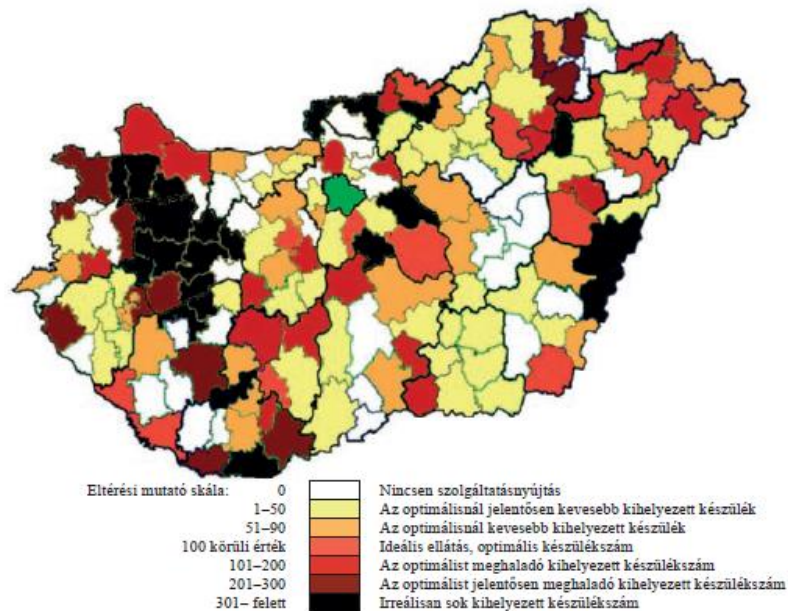 Eltérési mutató skála: 0 Nincsen szolgáltatásnyújtás
1–50 Az optimálisnál jelentősen kevesebb kihelyezett készülék
51–90 Az optimálisnál kevesebb kihelyezett készülék
100 körüli érték Ideális ellátás, optimális készülékszám
101–200 Az optimálist meghaladó kihelyezett készülékszám
201–300 Az optimálist jelentősen meghaladó kihelyezett készülékszám
301– felett Irreálisan sok kihelyezett készülékszám